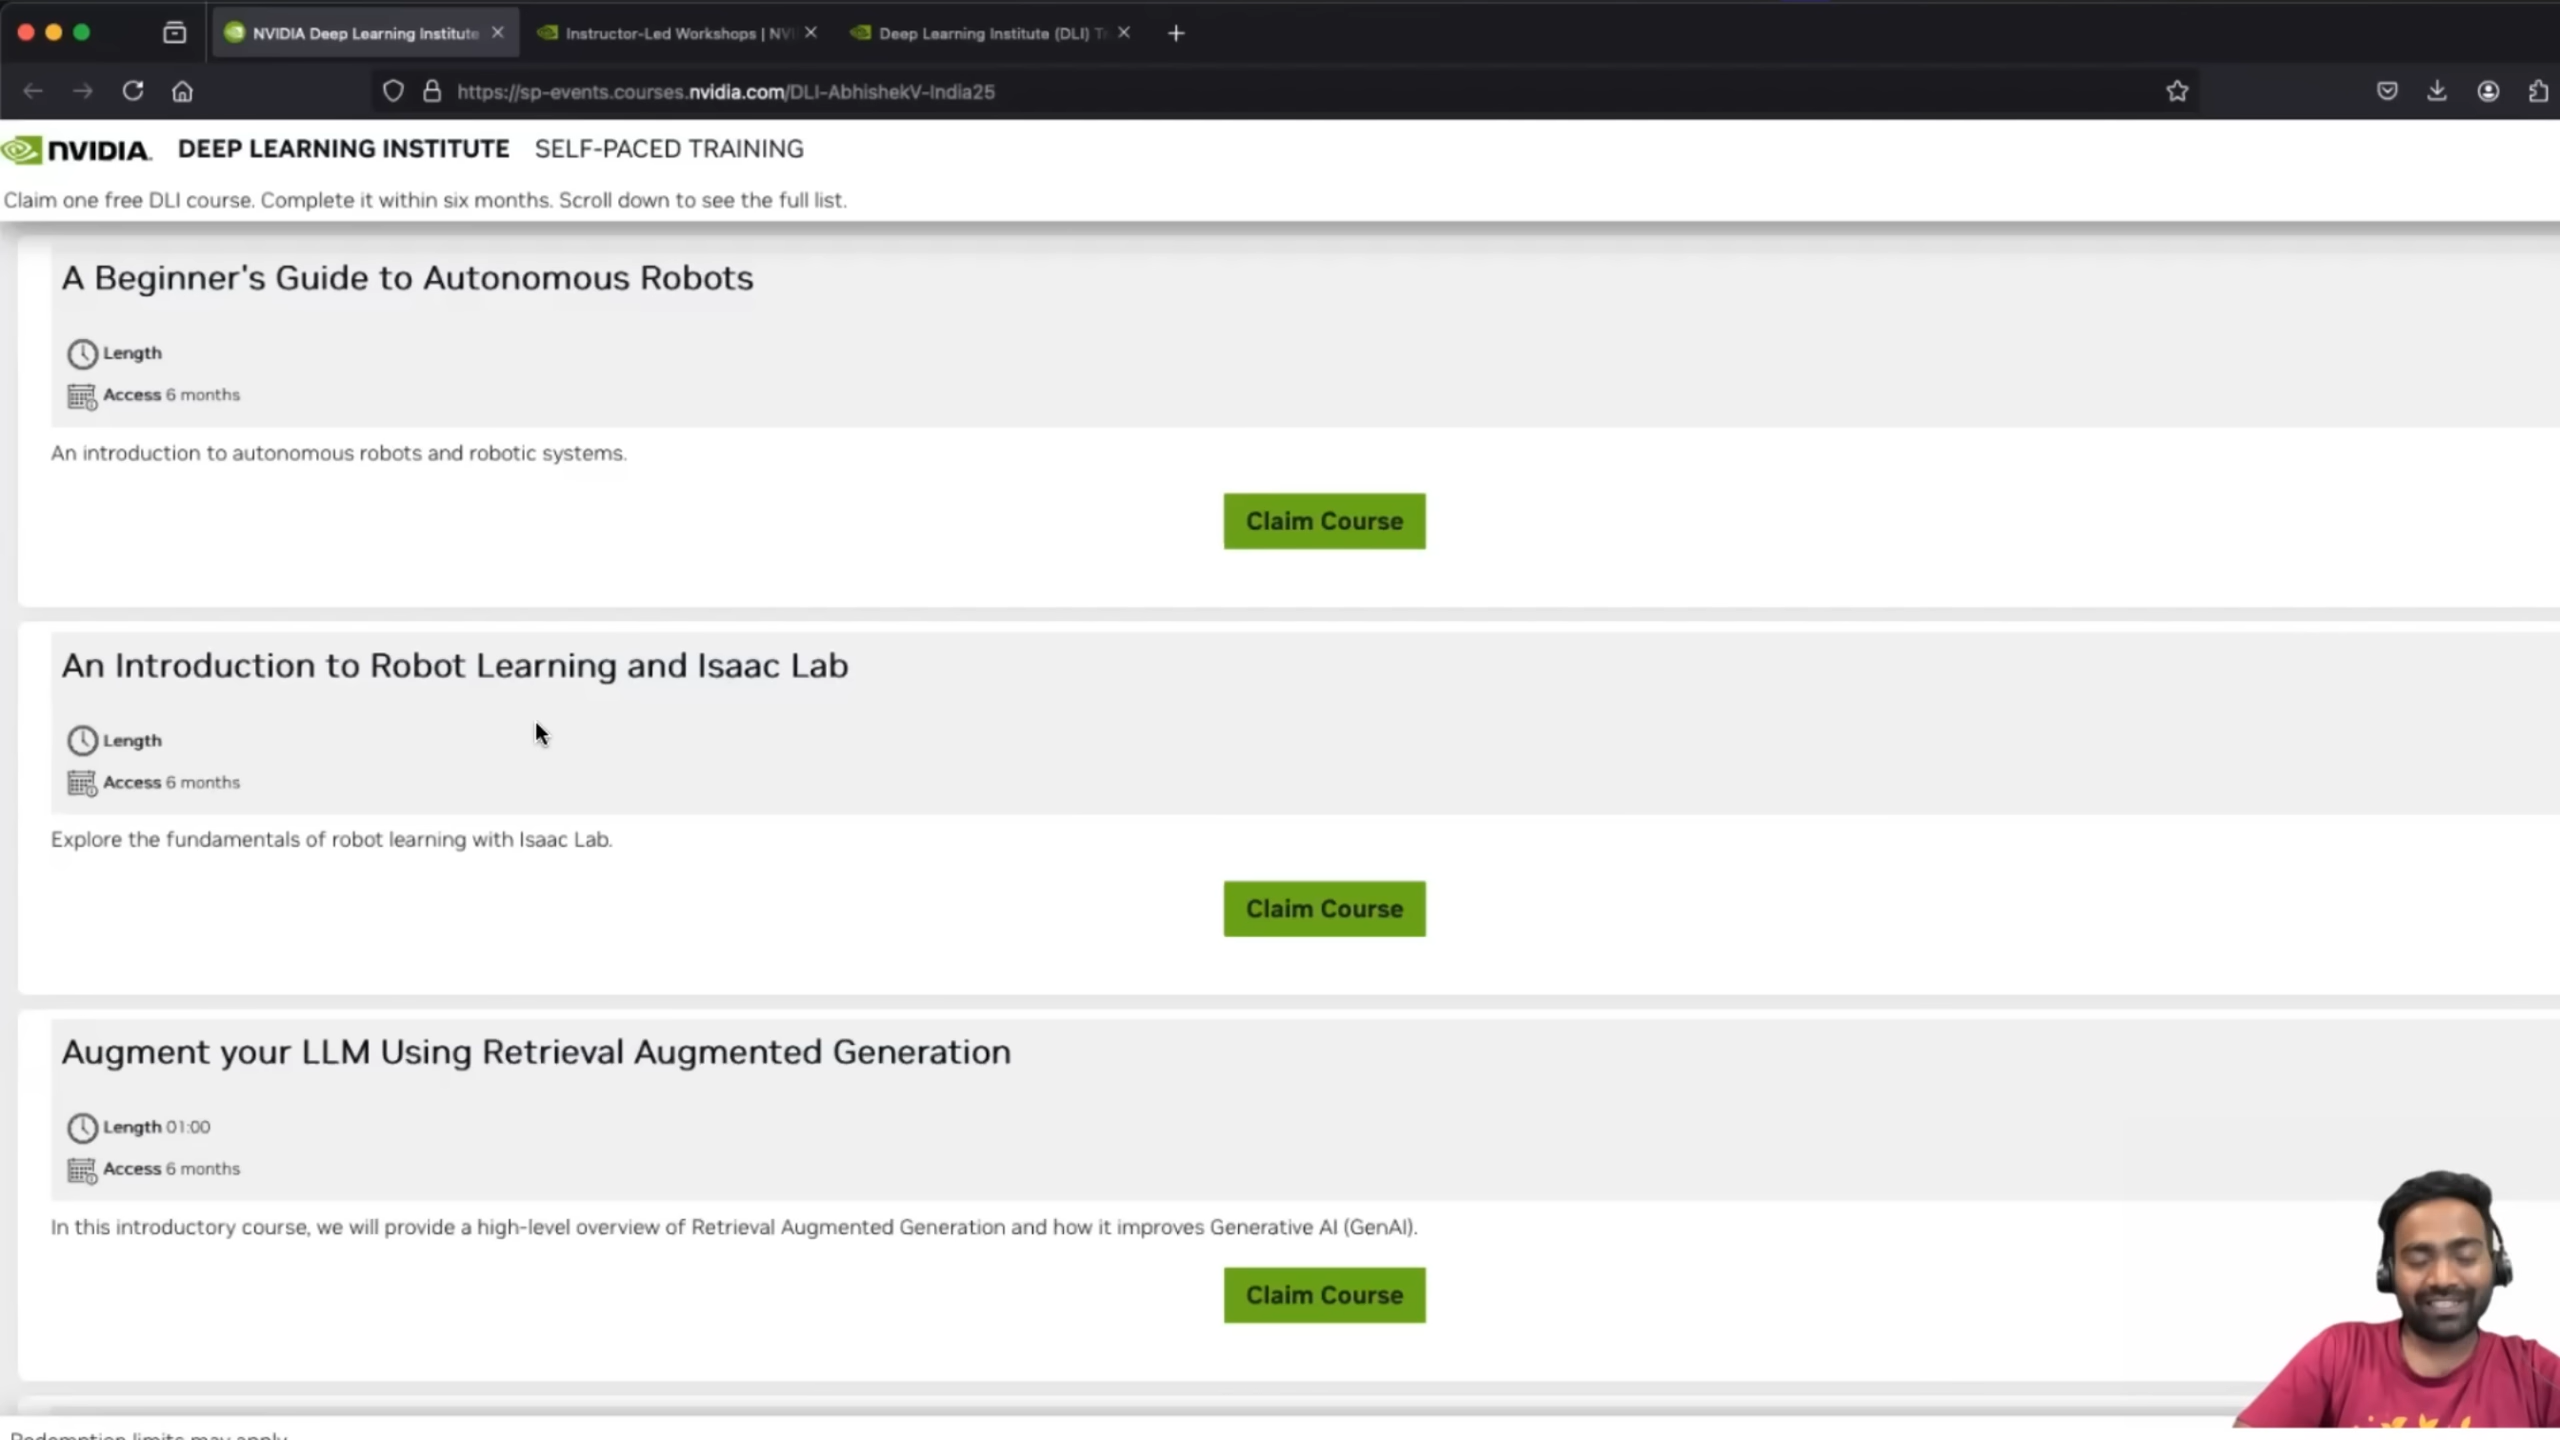 NVIDIA Deep Learning Institute
Instructor-Led Workshops | NVI
Deep Learning Institute (DLI) T
https://sp-events.courses.nvidia.com/DLI-AbhishekV-India25
NVIDIA. DEEP LEARNING INSTITUTE SELF-PACED TRAINING
Claim one free DLI course. Complete it within six months. Scroll down to see the full list.
A Beginner's Guide to Autonomous Robots
Length
Access 6 months
An introduction to autonomous robots and robotic systems.
Claim Course
An Introduction to Robot Learning and Isaac Lab
Length
Access 6 months
Explore the fundamentals of robot learning with Isaac Lab.
Claim Course
Augment your LLM Using Retrieval Augmented Generation
Length 01:00
Access 6 months
In this introductory course, we will provide a high-level overview of Retrieval Augmented Generation and how it improves Generative AI (GenAI).
Claim Course
Redemption limits may apply